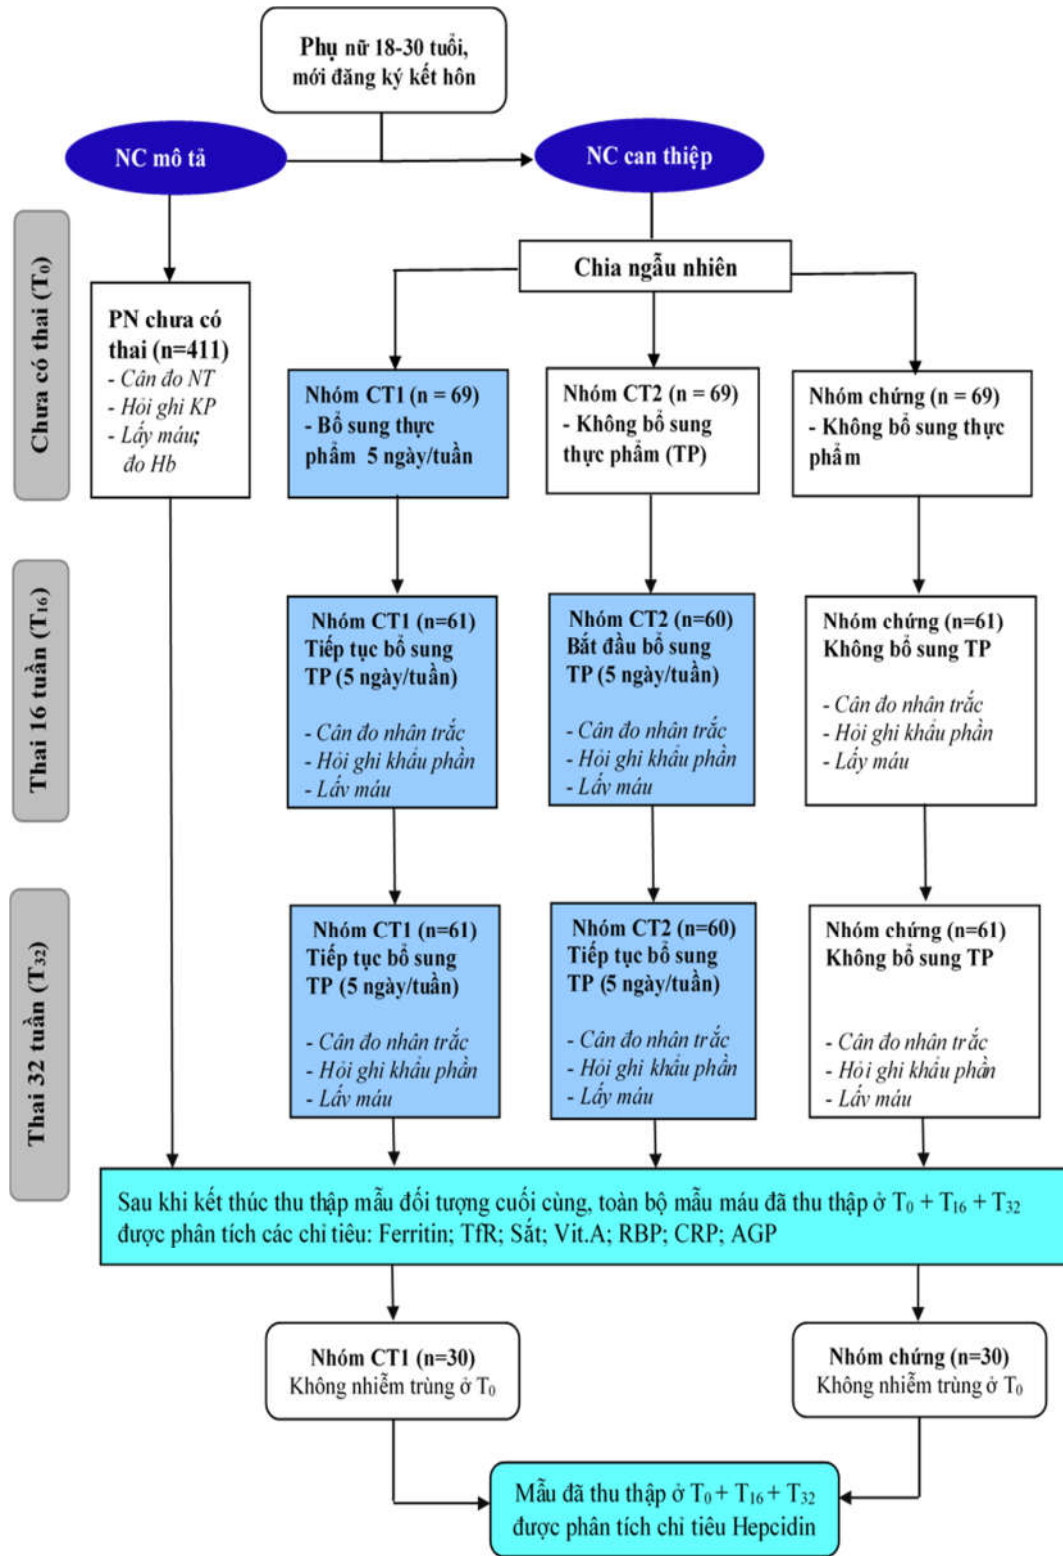 Phụ nữ 18-30 tuổi,
mới đăng ký kết hôn
NC mô tả
NC can thiệp
Chưa có thai (T₀)
Chia ngẫu nhiên
PN chưa có
thai (n=411)
- Cân đo NT
- Hỏi ghi KP
- Lấy máu;
đo Hb
Nhóm CT1 (n = 69)
- Bổ sung thực
phẩm 5 ngày/tuần
Nhóm CT2 (n = 69)
- Không bổ sung
thực phẩm (TP)
Nhóm chứng (n = 69)
- Không bổ sung thực
phẩm
Thai 16 tuần (T₁₆)
Nhóm CT1 (n=61)
Tiếp tục bổ sung
TP (5 ngày/tuần)
- Cân đo nhân trắc
- Hỏi ghi khẩu phần
- Lấy máu
Nhóm CT2 (n=60)
Bắt đầu bổ sung
TP (5 ngày/tuần)
- Cân đo nhân trắc
- Hỏi ghi khẩu phần
- Lấy máu
Nhóm chứng (n=61)
Không bổ sung TP
- Cân đo nhân trắc
- Hỏi ghi khẩu phần
- Lấy máu
Thai 32 tuần (T₃₂)
Nhóm CT1 (n=61)
Tiếp tục bổ sung
TP (5 ngày/tuần)
- Cân đo nhân trắc
- Hỏi ghi khẩu phần
- Lấy máu
Nhóm CT2 (n=60)
Tiếp tục bổ sung
TP (5 ngày/tuần)
- Cân đo nhân trắc
- Hỏi ghi khẩu phần
- Lấy máu
Nhóm chứng (n=61)
Không bổ sung TP
- Cân đo nhân trắc
- Hỏi ghi khẩu phần
- Lấy máu
Sau khi kết thúc thu thập mẫu đối tượng cuối cùng, toàn bộ mẫu máu đã thu thập ở T₀ + T₁₆ + T₃₂
được phân tích các chỉ tiêu: Ferritin; TfR; Sắt; Vit.A; RBP; CRP; AGP
Nhóm CT1 (n=30)
Không nhiễm trùng ở T₀
Nhóm chứng (n=30)
Không nhiễm trùng ở T₀
Mẫu đã thu thập ở T₀ + T₁₆ + T₃₂
được phân tích chỉ tiêu Hepcidin